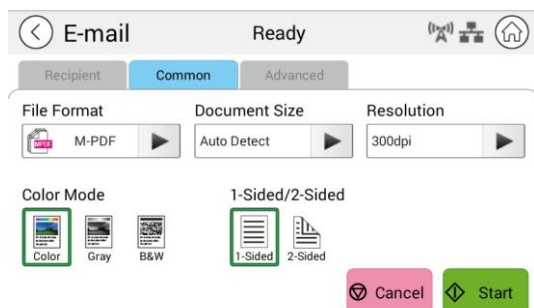 E-mail Ready
Recipient Common Advanced
File Format Document Size Resolution
MPDF M-PDF Auto Detect 300dpi
Color Mode 1-Sided/2-Sided
Color Gray B&W 1-Sided 2-Sided
Cancel Start